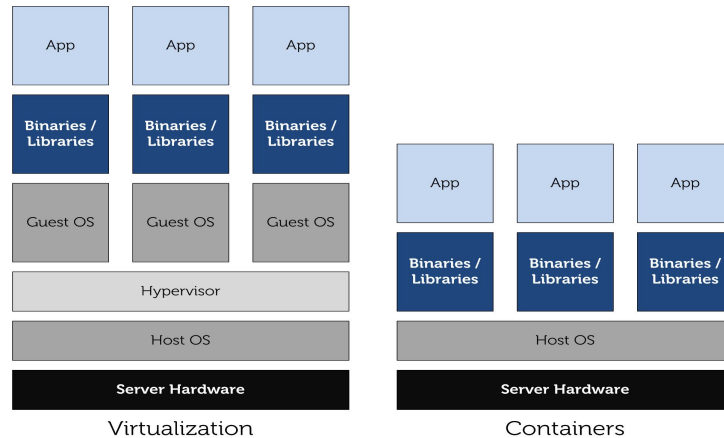 App App App
Binaries / Binaries / Binaries /
Libraries Libraries Libraries
App App App
Guest OS Guest OS Guest OS
Binaries / Binaries / Binaries /
Libraries Libraries Libraries
Hypervisor
Host OS Host OS
Server Hardware Server Hardware
Virtualization Containers